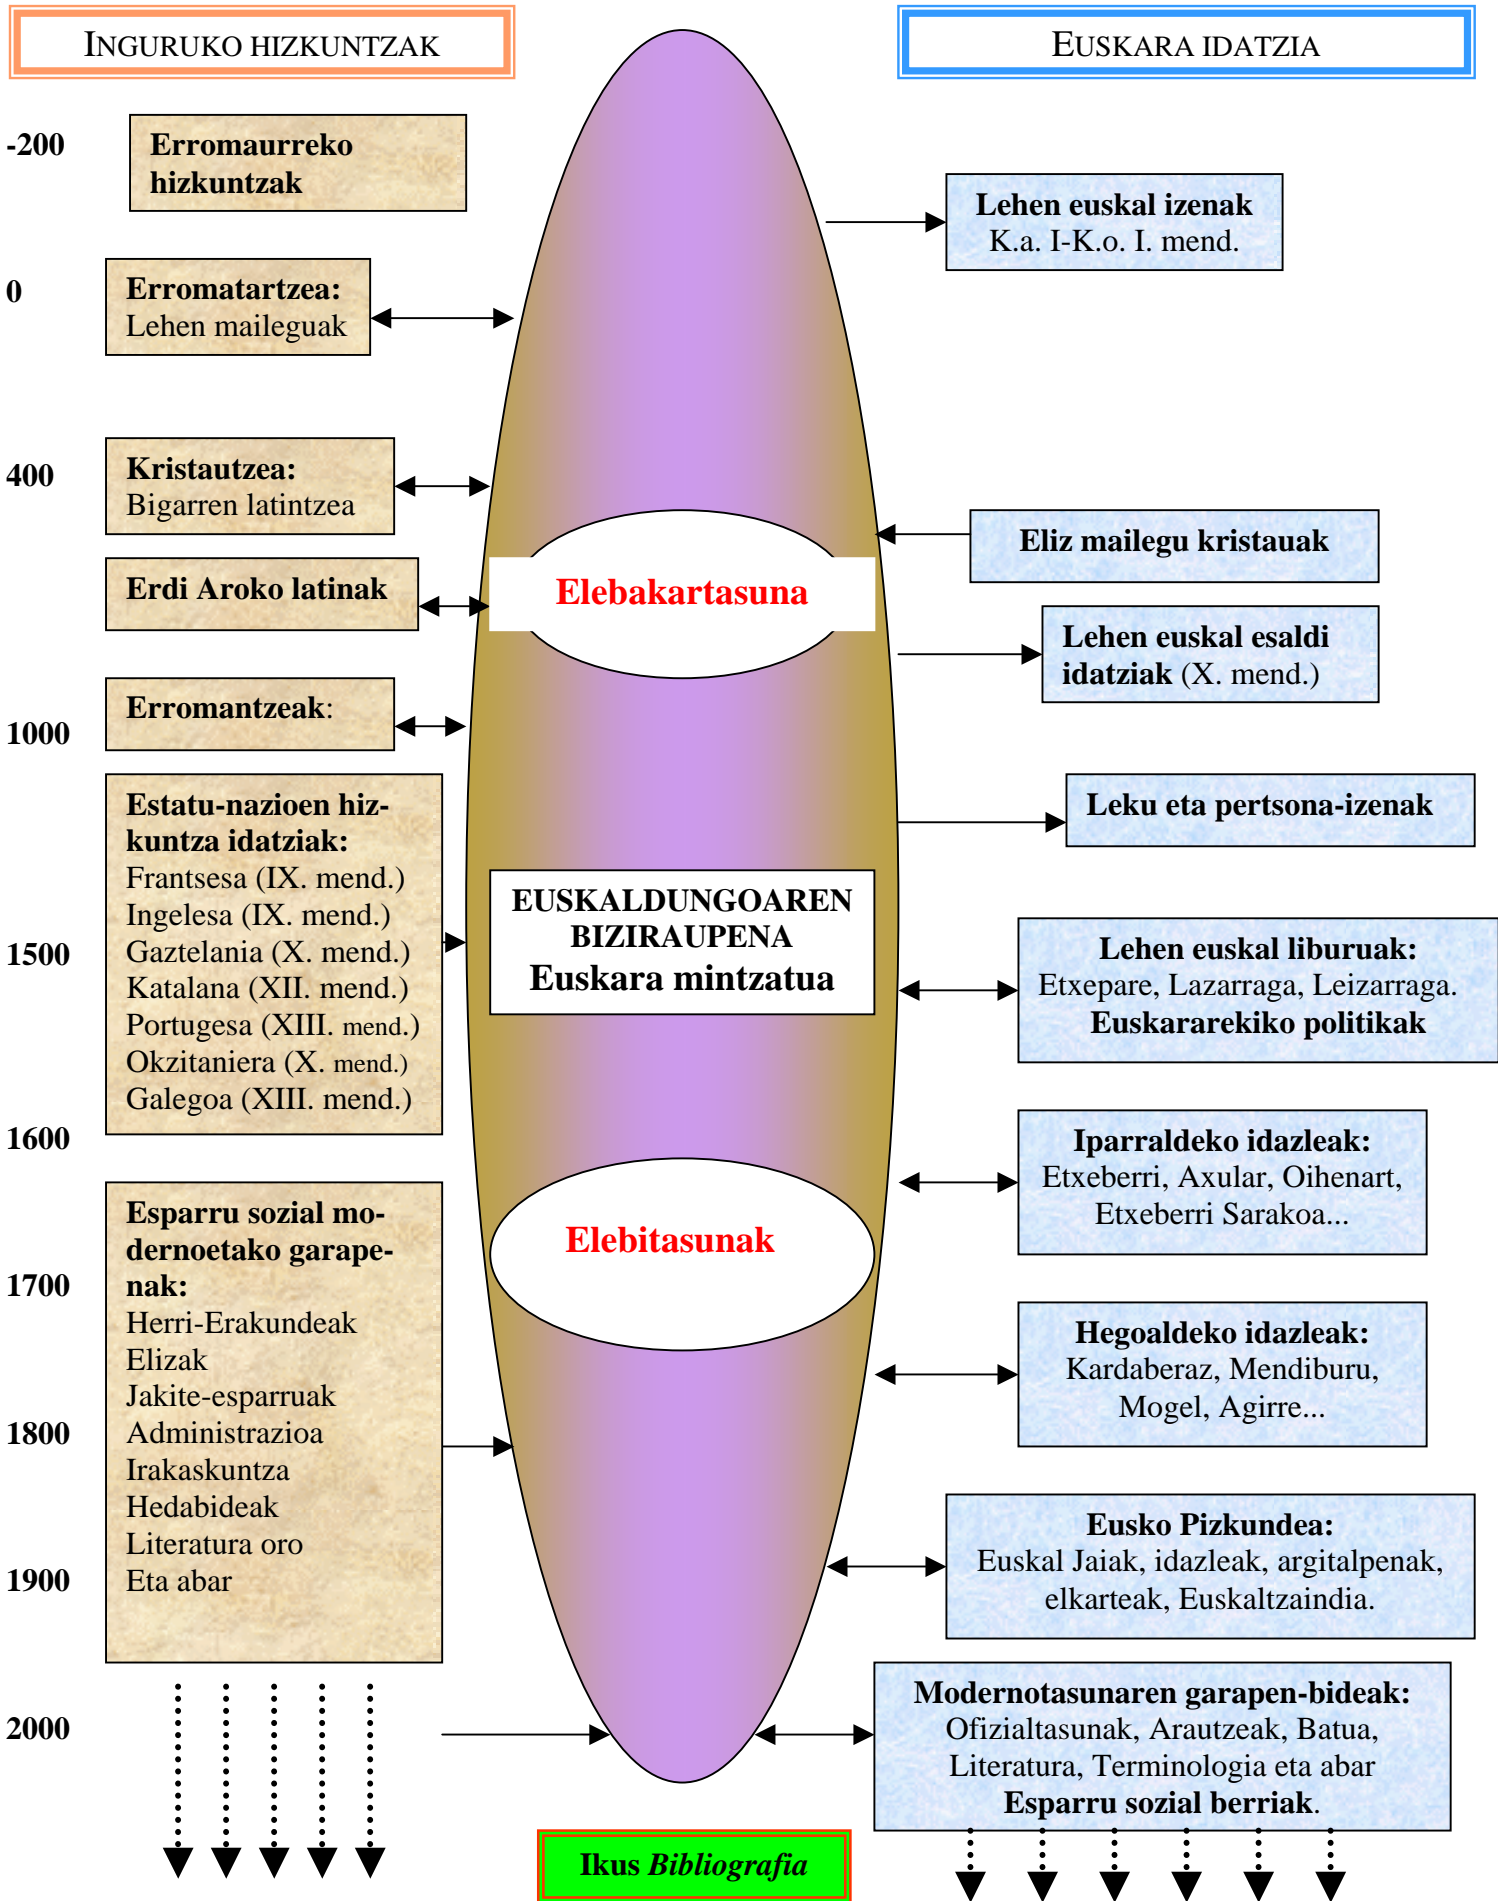 INGURUKO HIZKUNTZAK
EUSKARA IDATZIA
-200
Erromaurreko
hizkuntzak
Lehen euskal izenak
K.a. I-K.o. I. mend.
0
Erromatartzea:
Lehen maileguak
400
Kristautzea:
Bigarren latintzea
Eliz mailegu kristauak
Erdi Aroko latinak
Elebakartasuna
Lehen euskal esaldi
idatziak (X. mend.)
Erromantzeak:
1000
Estatu-nazioen hiz-
kuntza idatziak:
Frantsesa (IX. mend.)
Ingelesa (IX. mend.)
Gaztelania (X. mend.)
Katalana (XII. mend.)
Portugesa (XIII. mend.)
Okzitaniera (X. mend.)
Galegoa (XIII. mend.)
Leku eta pertsona-izenak
EUSKALDUNGOAREN
BIZIRAUPENA
Euskara mintzatua
1500
Lehen euskal liburuak:
Etxepare, Lazarraga, Leizarraga.
Euskararekiko politikak
1600
Iparraldeko idazleak:
Etxeberri, Axular, Oihenart,
Etxeberri Sarakoa...
Esparru sozial mo-
dernoetako garape-
nak:
Herri-Erakundeak
Elizak
Jakite-esparruak
Administrazioa
Irakaskuntza
Hedabideak
Literatura oro
Eta abar
Elebitasunak
1700
Hegoaldeko idazleak:
Kardaberaz, Mendiburu,
Mogel, Agirre...
1800
Eusko Pizkundea:
Euskal Jaiak, idazleak, argitalpenak,
elkarteak, Euskaltzaindia.
1900
Modernotasunaren garapen-bideak:
Ofizialtasunak, Arautzeak, Batua,
Literatura, Terminologia eta abar
Esparru sozial berriak.
2000
Ikus Bibliografia